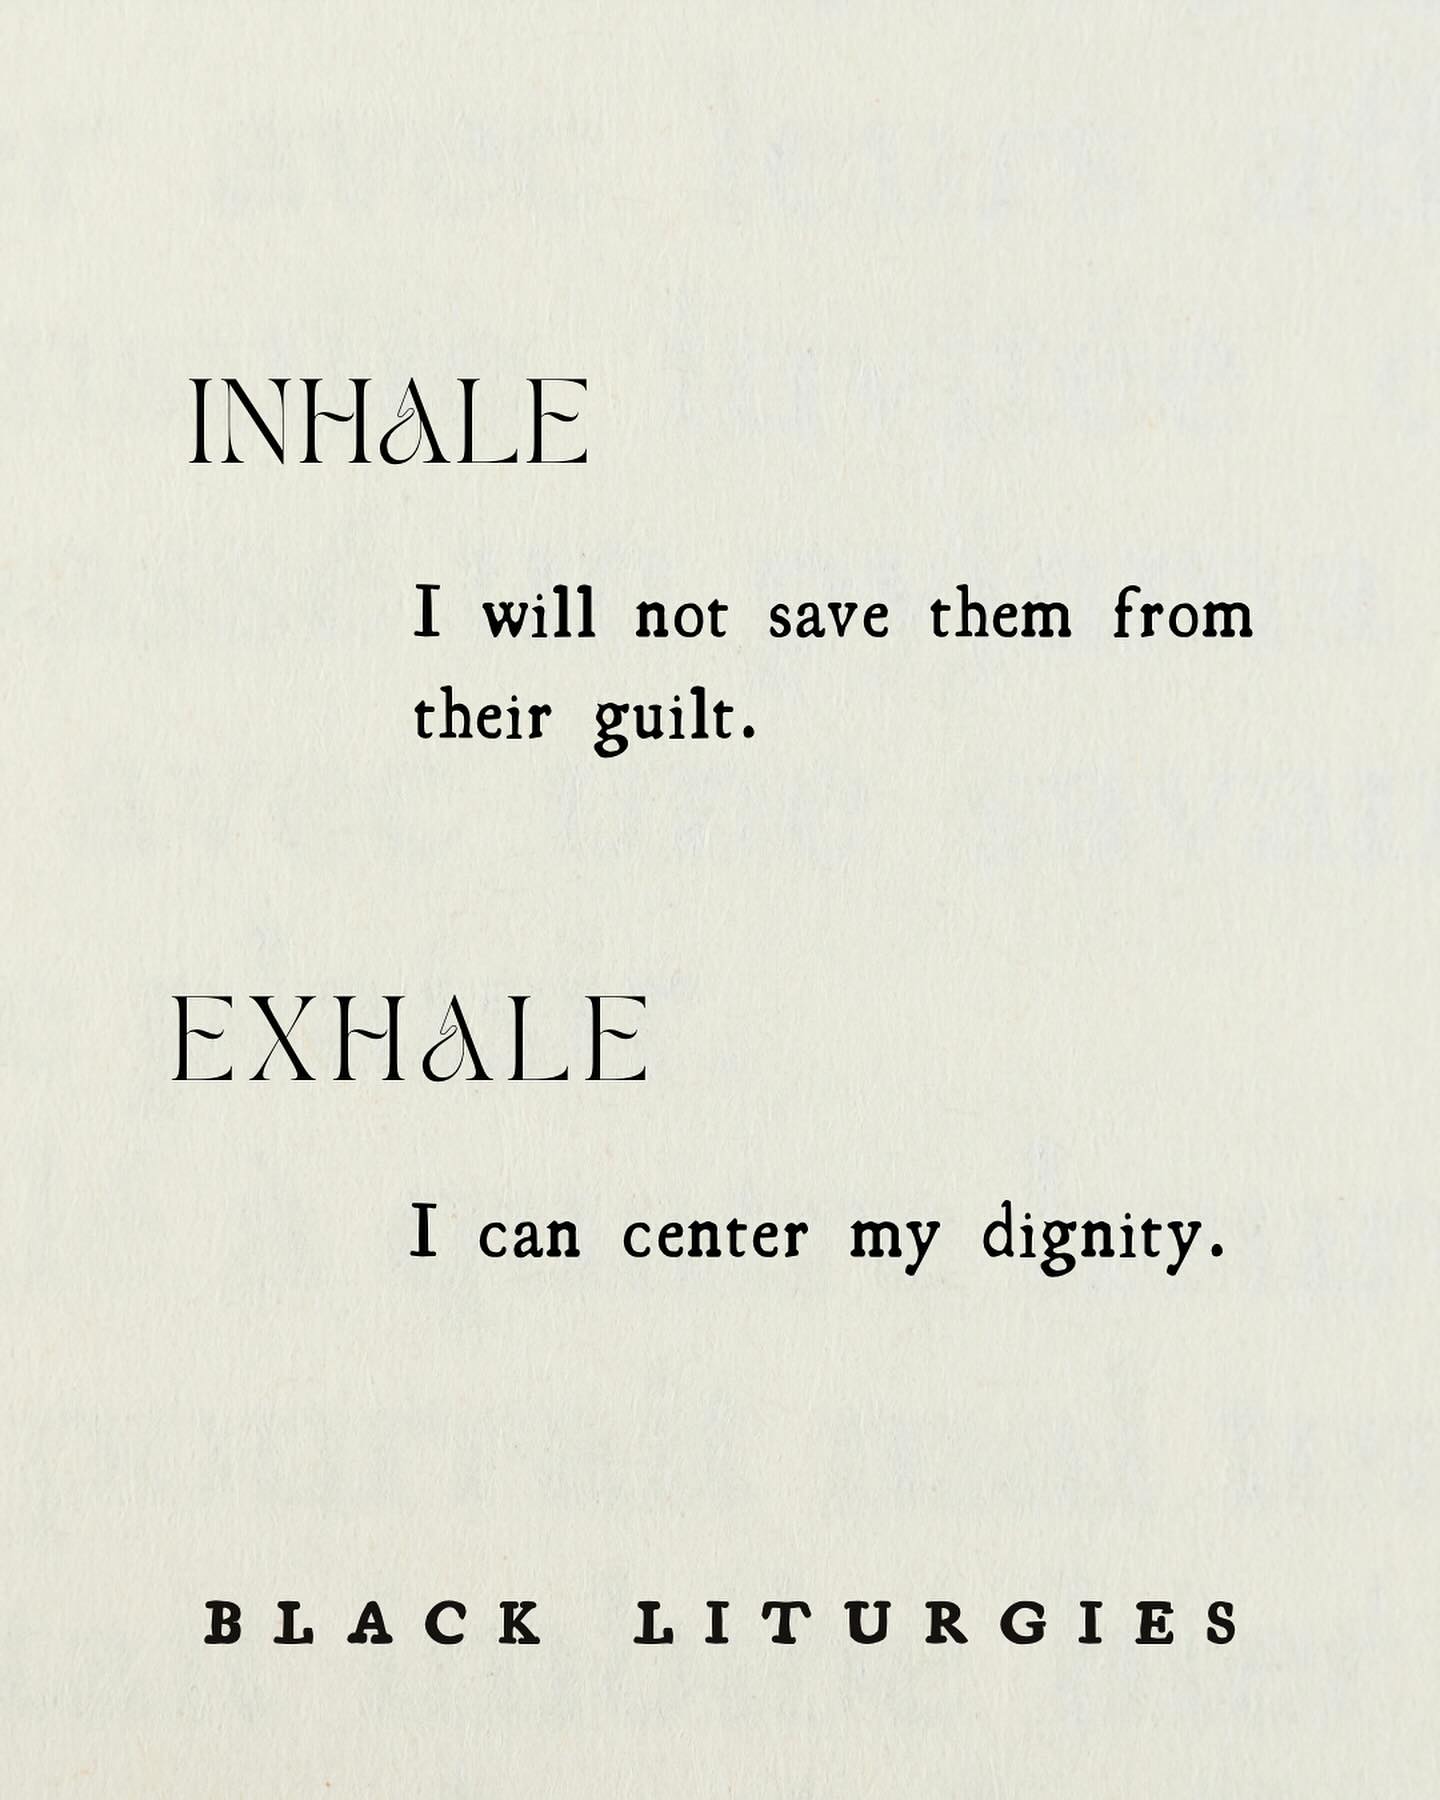 INHALE
I will not save them from
their guilt.
EXHALE
I can center my dignity.
BLACK LITURGIES